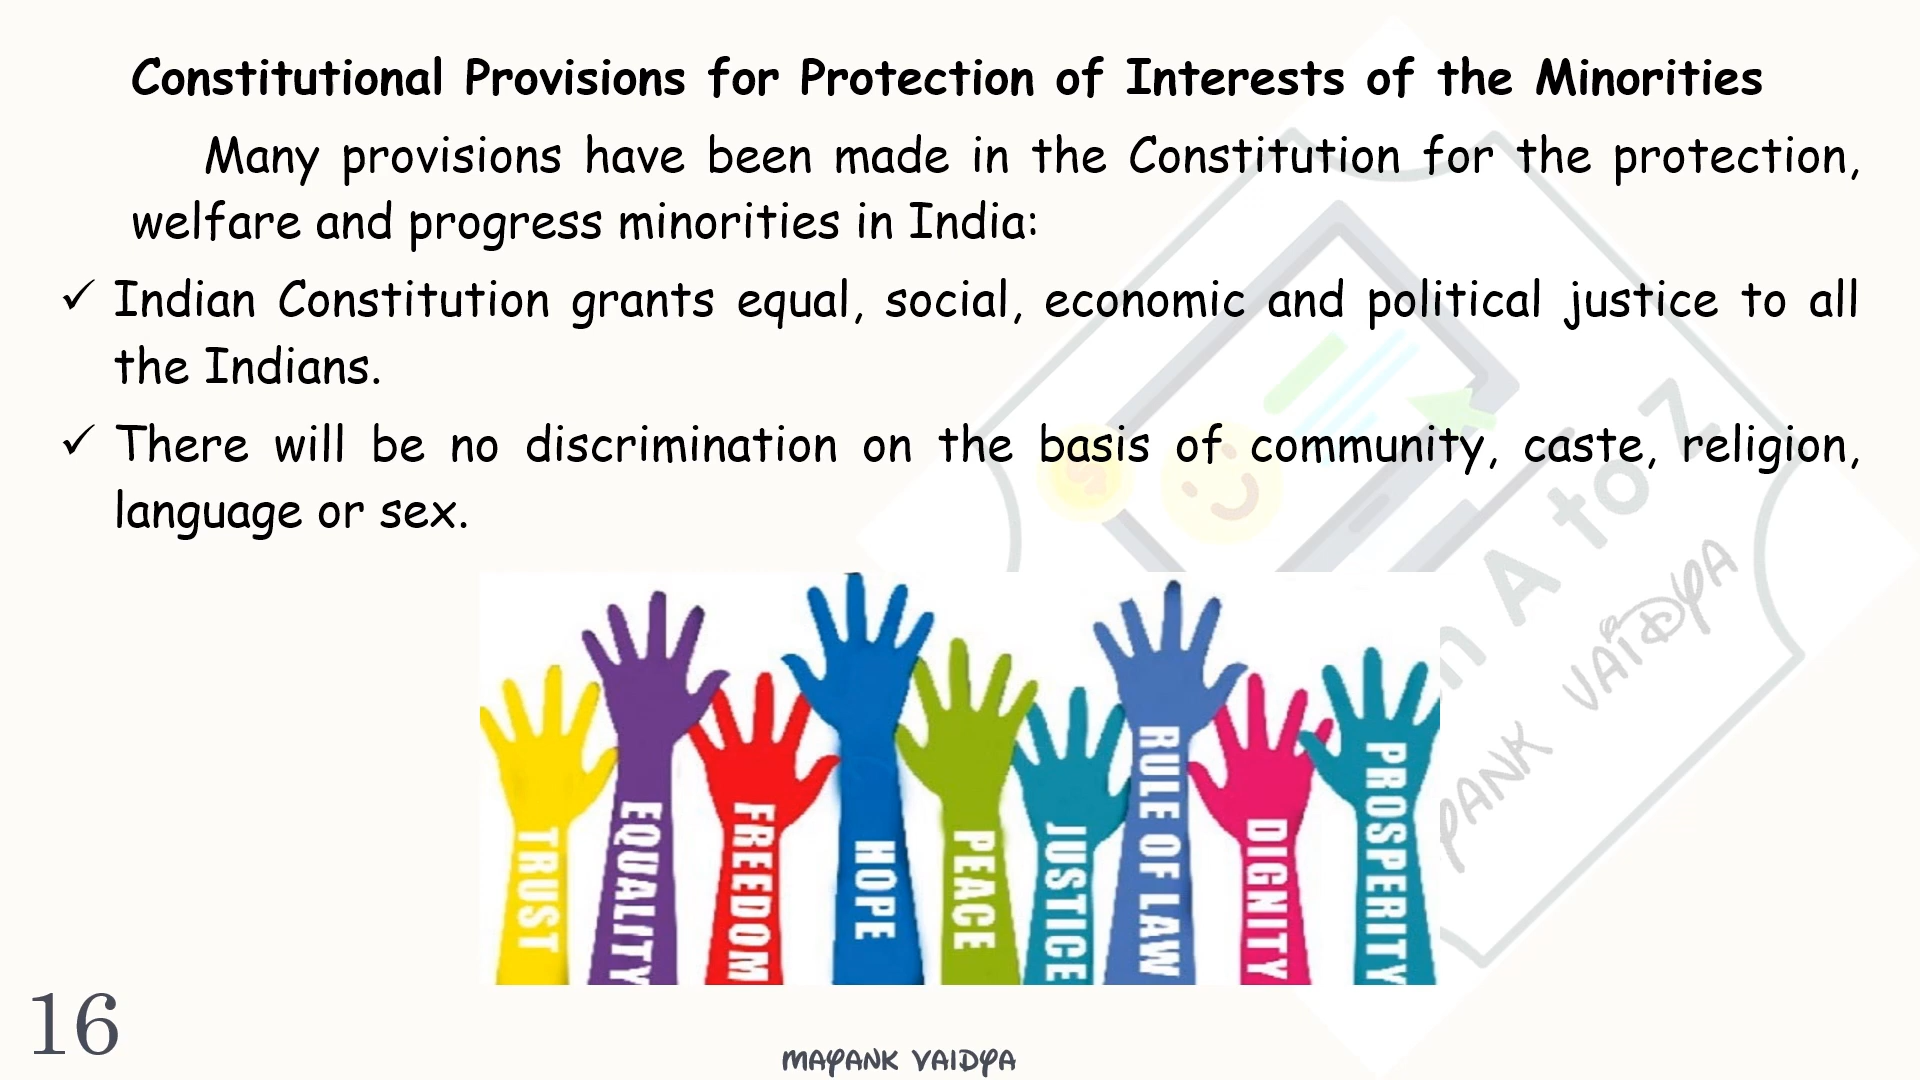 Constitutional Provisions for Protection of Interests of the Minorities
Many provisions have been made in the Constitution for the protection,
welfare and progress minorities in India:
✓ Indian Constitution grants equal, social, economic and political justice to all
the Indians.
✓ There will be no discrimination on the basis of community, caste, religion,
language or sex.
TRUST
EQUALITY
FREEDOM
HOPE
PEACE
JUSTICE
RULE OF LAW
DIGNITY
PROSPERITY
A to Z
VAIDYA
16
MAYANK VAIDYA